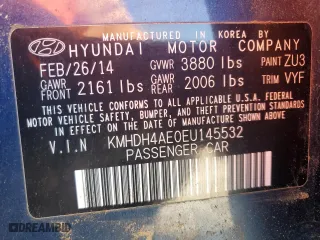 MANUFACTURED IN KOREA BY
HYUNDAI MOTOR COMPANY
FEB/26/14 GVWR 3880 lbs PAINT ZU3
GAWR FRONT 2161 lbs GAWR REAR 2006 lbs TRIM VYF
THIS VEHICLE CONFORMS TO ALL APPLICABLE U.S.
FEDERAL MOTOR VEHICLE SAFETY, BUMPER,
AND THEFT PREVENTION STANDARDS IN EFFECT ON
THE DATE OF MANUFACTURE SHOWN ABOVE.
V.I.N KMHDH4AE0EU145532
PASSENGER CAR
© Stat.vin